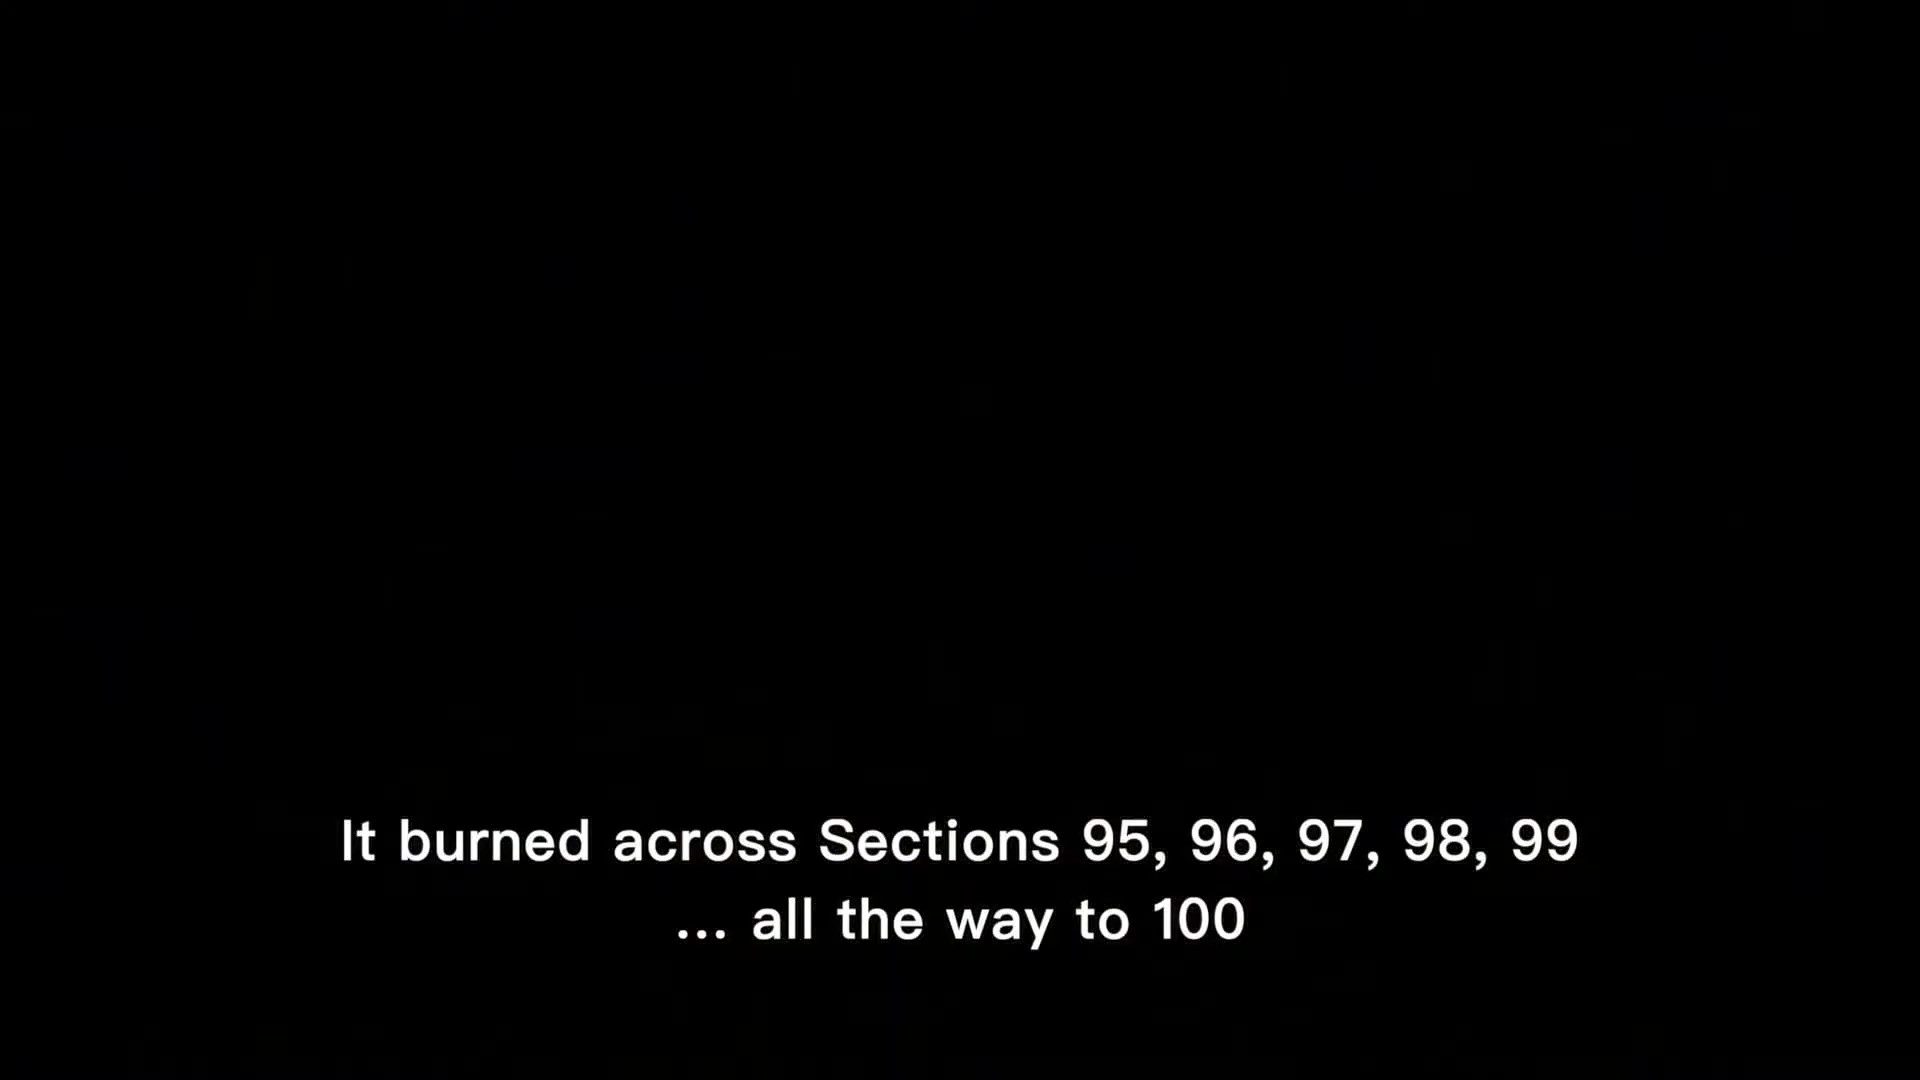 It burned across Sections 95, 96, 97, 98, 99
... all the way to 100